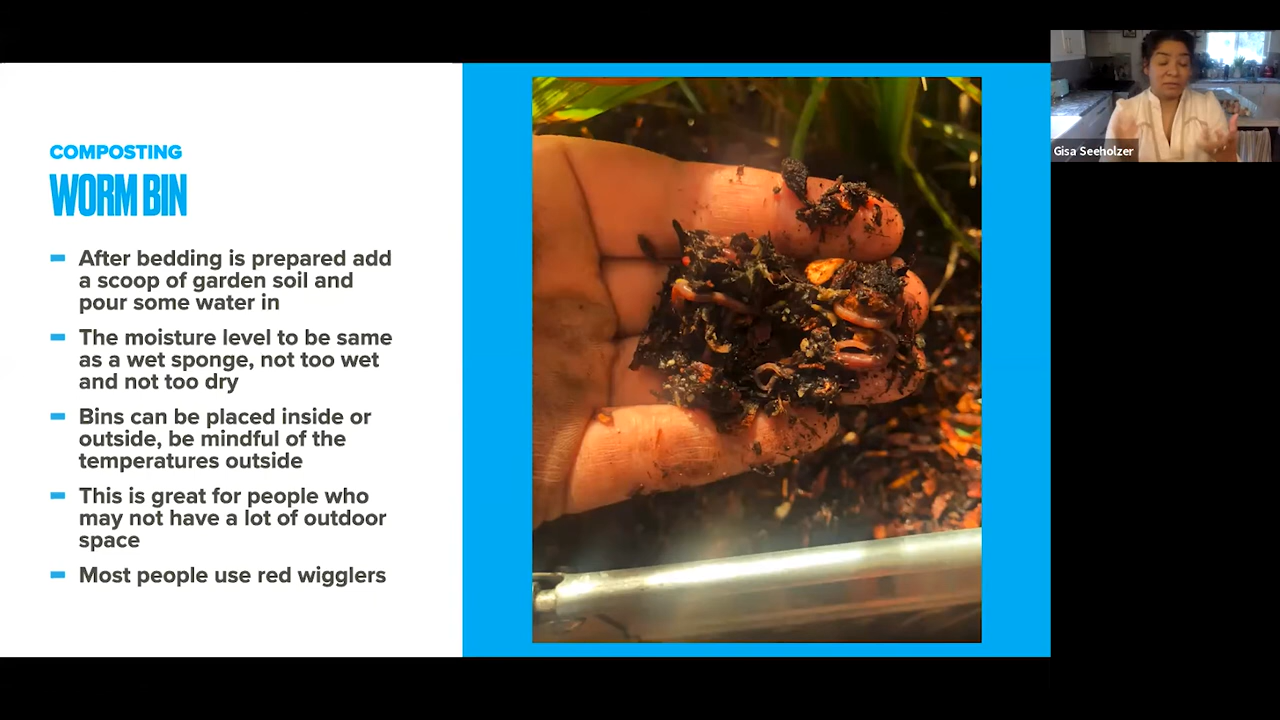 COMPOSTING
WORM BIN
After bedding is prepared add
a scoop of garden soil and
pour some water in
The moisture level to be same
as a wet sponge, not too wet
and not too dry
Bins can be placed inside or
outside, be mindful of the
temperatures outside
This is great for people who
may not have a lot of outdoor
space
Most people use red wigglers
Gisa Seeholzer